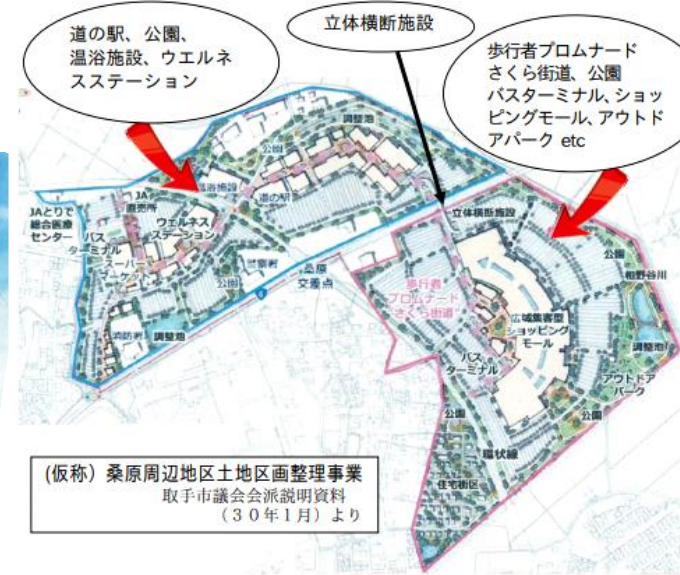 道の駅、公園、
温浴施設、ウエルネ
スステーション
立体横断施設
歩行者プロムナード
さくら街道、公園
バスターミナル、ショッ
ピングモール、アウトド
アパーク etc
調整池
公園
温浴施設
道の駅
JA
直売所
JAとりで
総合医療
センター
ウェルネス
ステーション
バス
ターミナル
スーパー
マーケット
警察署
公園
桑原
交差点
6
消防署
調整池
立体横断施設
公園
相野谷川
歩行者
プロムナード
さくら街道
広域集客型
ショッピング
モール
調整池
バス
ターミナル
アウトドア
パーク
公園
公園
環状線
住宅街区
(仮称)桑原周辺地区土地区画整理事業
取手市議会会派説明資料
（３０年１月）より